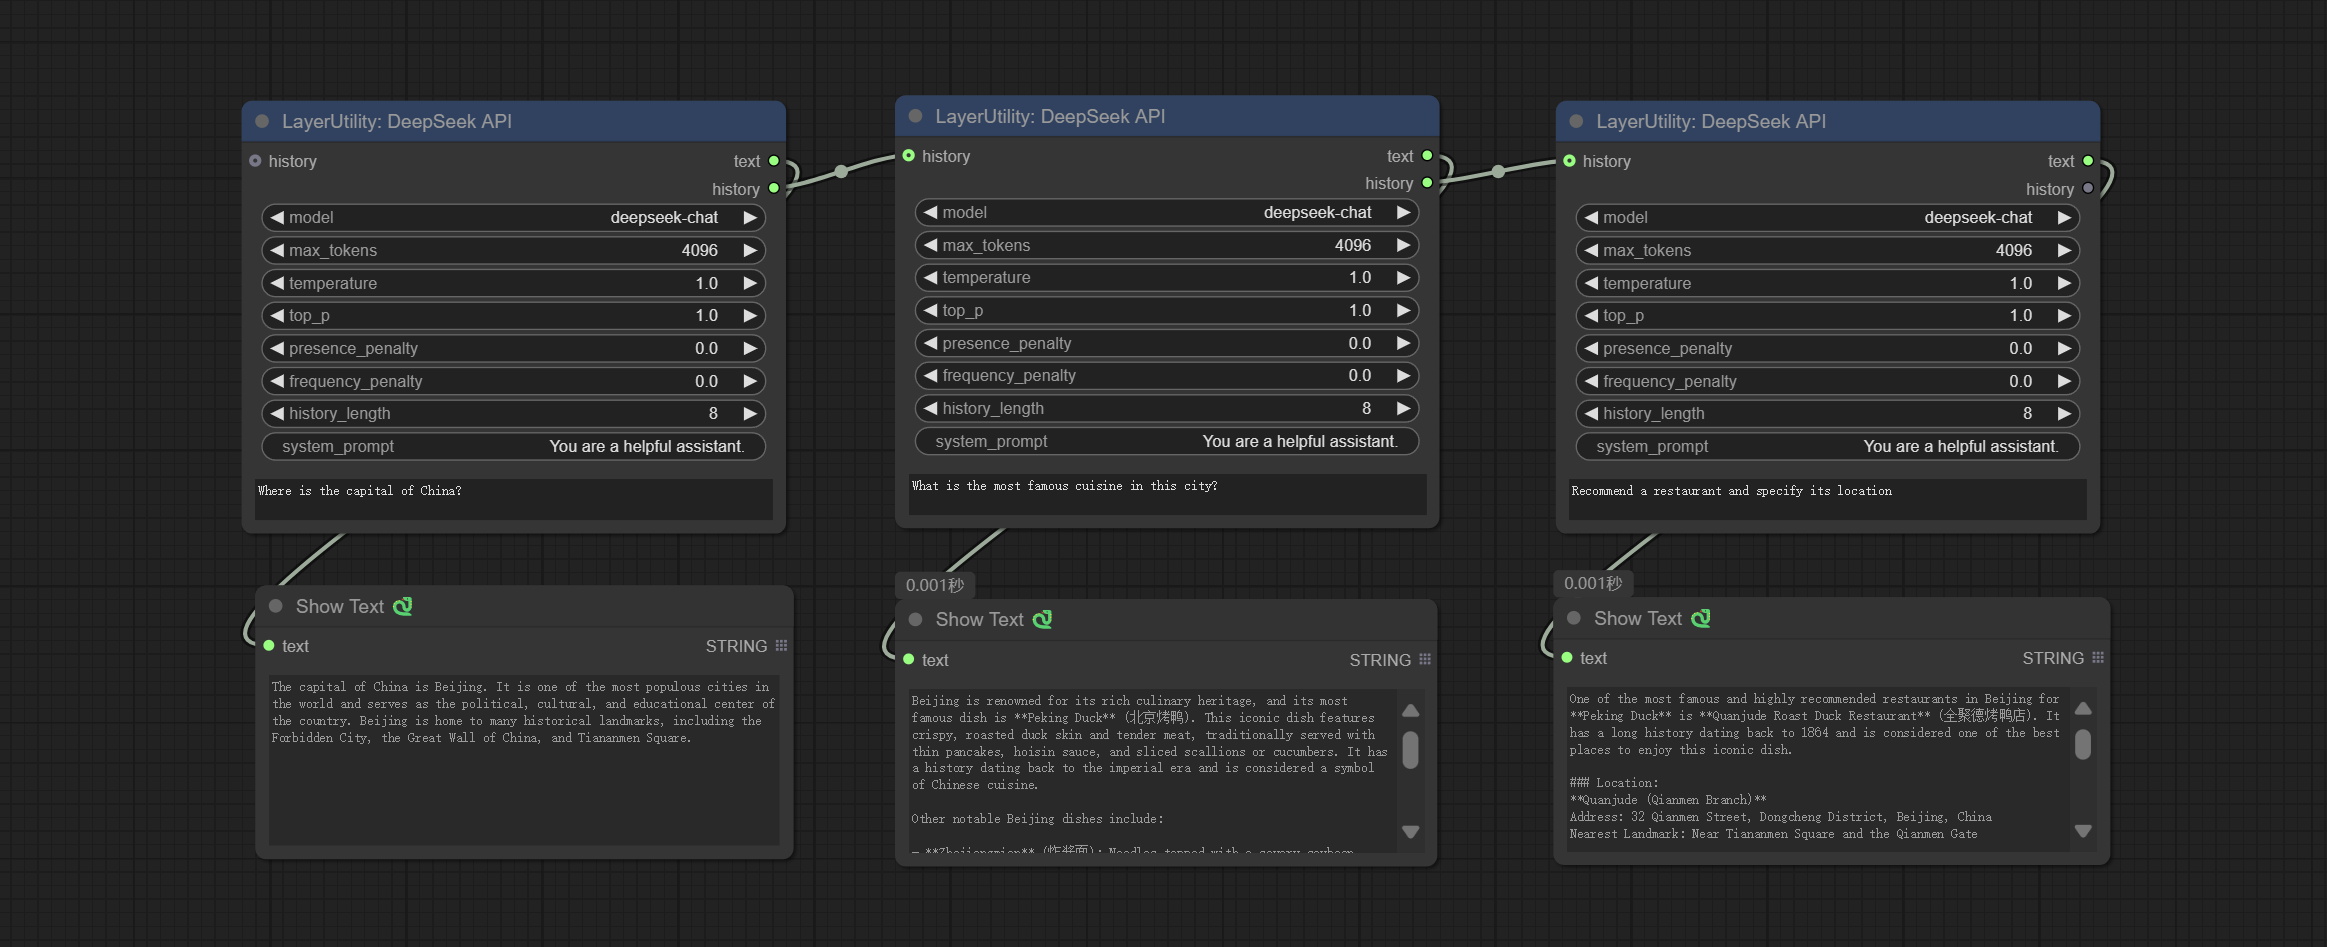 LayerUtility: DeepSeek API
history
text
history
model deepseek-chat
max_tokens 4096
temperature 1.0
top_p 1.0
presence_penalty 0.0
frequency_penalty 0.0
history_length 8
system_prompt You are a helpful assistant.
Where is the capital of China?
Show Text
text STRING
The capital of China is Beijing. It is one of the most populous cities in
the world and serves as the political, cultural, and educational center of
the country. Beijing is home to many historical landmarks, including the
Forbidden City, the Great Wall of China, and Tiananmen Square.
LayerUtility: DeepSeek API
history
text
history
model deepseek-chat
max_tokens 4096
temperature 1.0
top_p 1.0
presence_penalty 0.0
frequency_penalty 0.0
history_length 8
system_prompt You are a helpful assistant.
What is the most famous cuisine in this city?
0.001秒
Show Text
text STRING
Beijing is renowned for its rich culinary heritage, and its most
famous dish is **Peking Duck** (北京烤鸭). This iconic dish features
crispy, roasted duck skin and tender meat, traditionally served with
thin pancakes, hoisin sauce, and sliced scallions or cucumbers. It has
a history dating back to the imperial era and is considered a symbol
of Chinese cuisine.
Other notable Beijing dishes include:
- **Zhajiangmian** (炸酱面): Noodles topped with a savory soybean
LayerUtility: DeepSeek API
history
text
history
model deepseek-chat
max_tokens 4096
temperature 1.0
top_p 1.0
presence_penalty 0.0
frequency_penalty 0.0
history_length 8
system_prompt You are a helpful assistant.
Recommend a restaurant and specify its location
0.001秒
Show Text
text STRING
One of the most famous and highly recommended restaurants in Beijing for
**Peking Duck** is **Quanjude Roast Duck Restaurant** (全聚德烤鸭店). It
has a long history dating back to 1864 and is considered one of the best
places to enjoy this iconic dish.
### Location:
**Quanjude (Qianmen Branch)**
Address: 32 Qianmen Street, Dongcheng District, Beijing, China
Nearest Landmark: Near Tiananmen Square and the Qianmen Gate